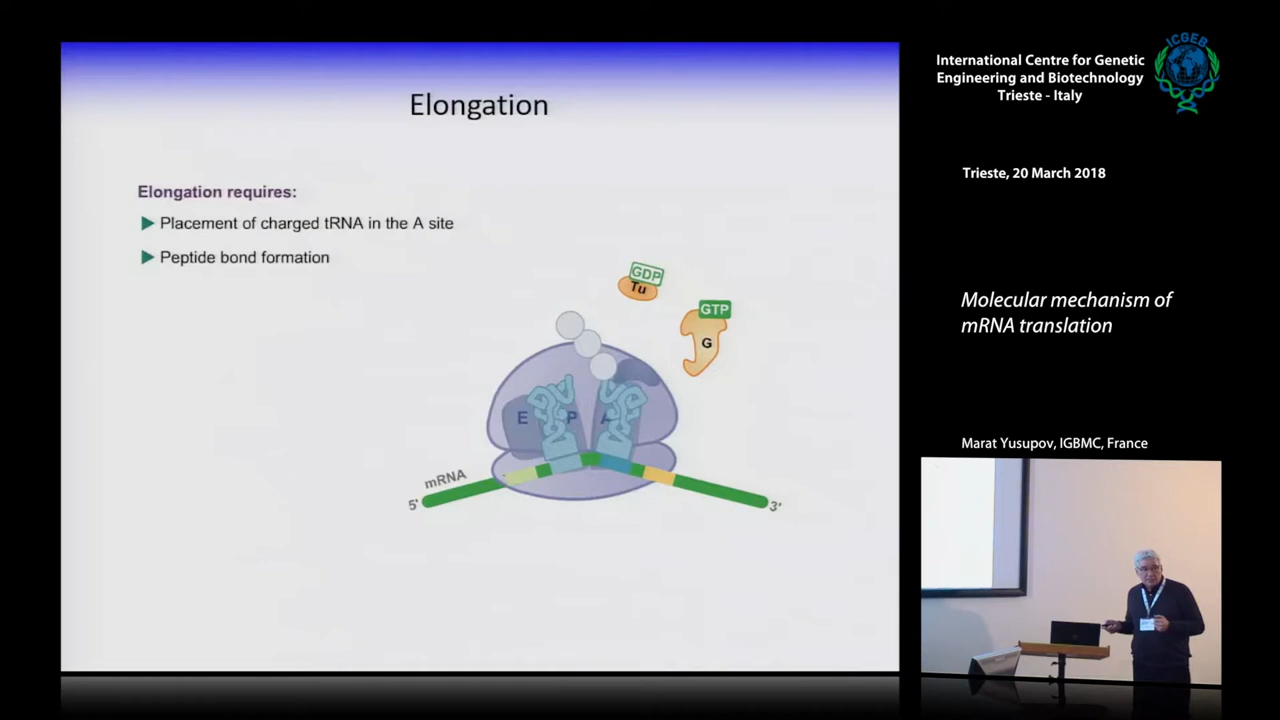 Elongation
Elongation requires:
Placement of charged tRNA in the A site
Peptide bond formation
GDP
Tu
GTP
G
E
P
A
mRNA
5'
3'
ICGEB
International Centre for Genetic
Engineering and Biotechnology
Trieste - Italy
Trieste, 20 March 2018
Molecular mechanism of
mRNA translation
Marat Yusupov, IGBMC, France